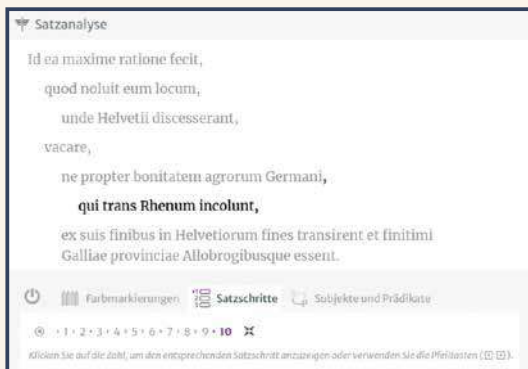 Satzanalyse
Id ea maxime ratione fecit,
quod noluit eum locum,
unde Helvetii discesserant,
vacare,
ne propter bonitatem agrorum Germani,
qui trans Rhenum incolunt,
ex suis finibus in Helvetiorum fines transirent et finitimi
Galliae provinciae Allobrogibusque essent.
Farbmarkierungen Satzschritte Subjekte und Prädikate
1 • 2 • 3 • 4 • 5 • 6 • 7 • 8 • 9 • 10
Klicken Sie auf die Zahl, um den entsprechenden Satzschritt anzuzeigen oder verwenden Sie die Pfeiltasten (← →).